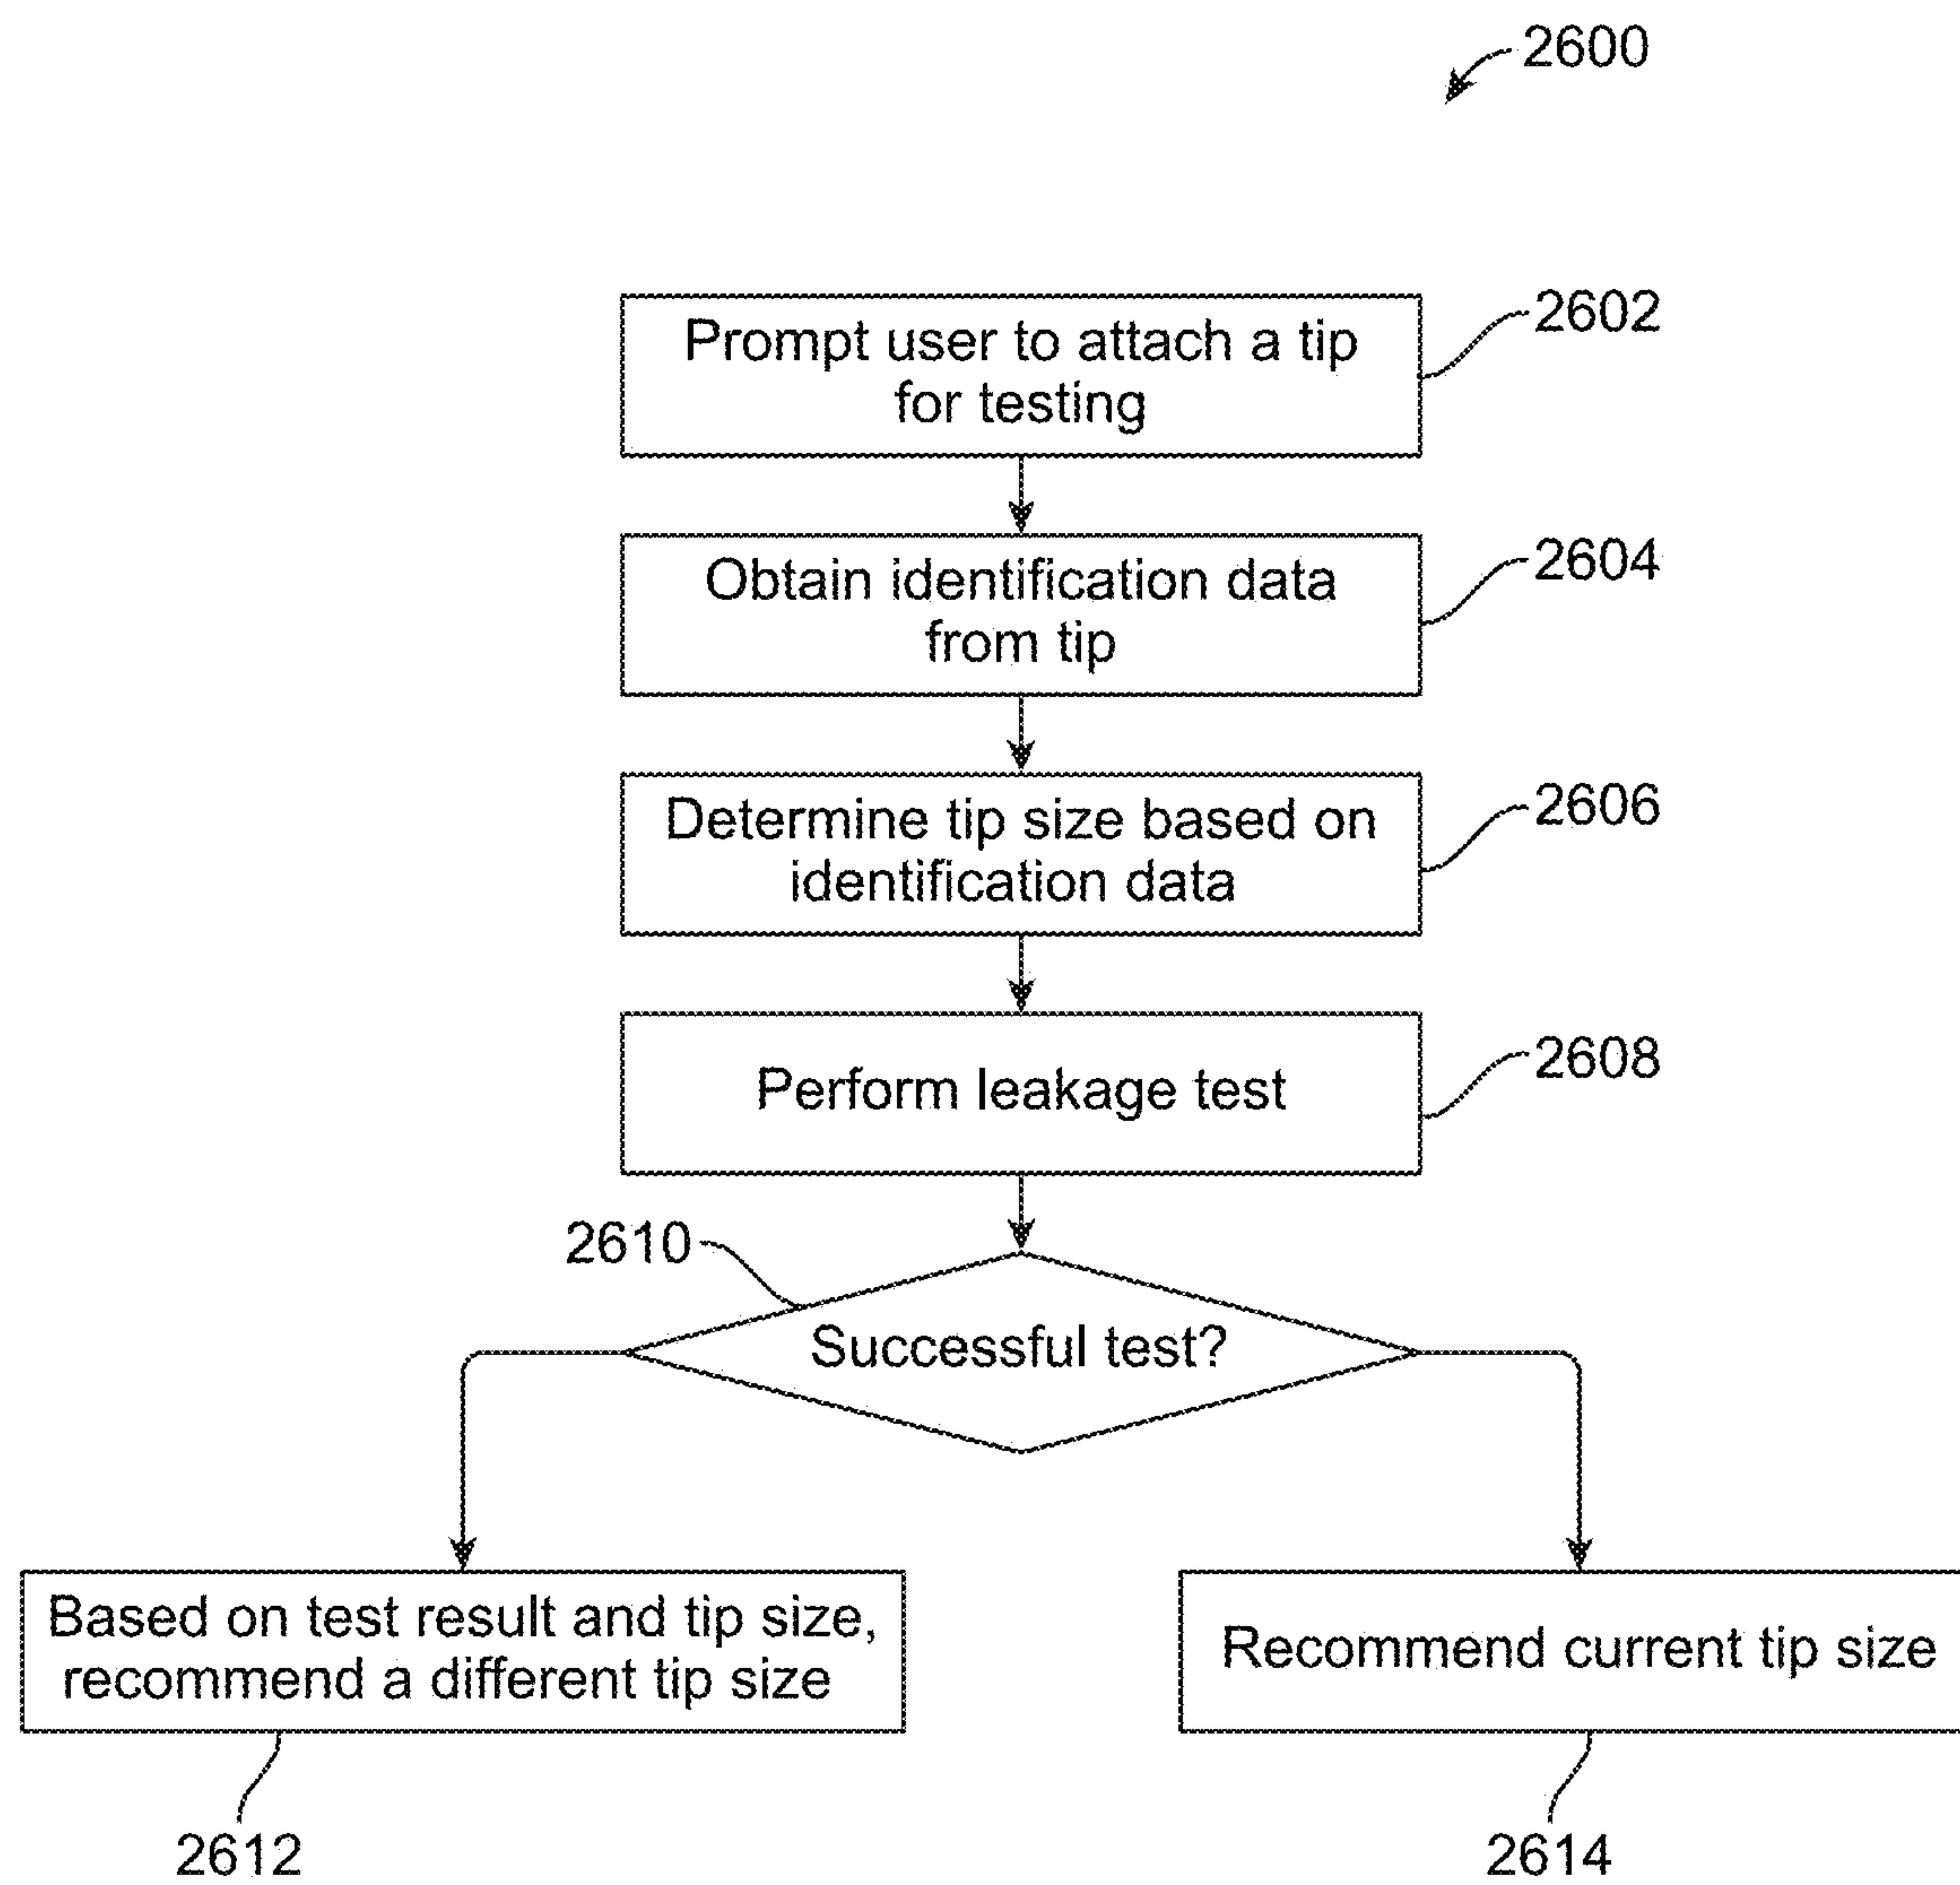 2600
Prompt user to attach a tip
for testing
2602
Obtain identification data
from tip
2604
Determine tip size based on
identification data
2606
Perform leakage test
2608
2610
Successful test?
Based on test result and tip size,
recommend a different tip size
Recommend current tip size
2612
2614